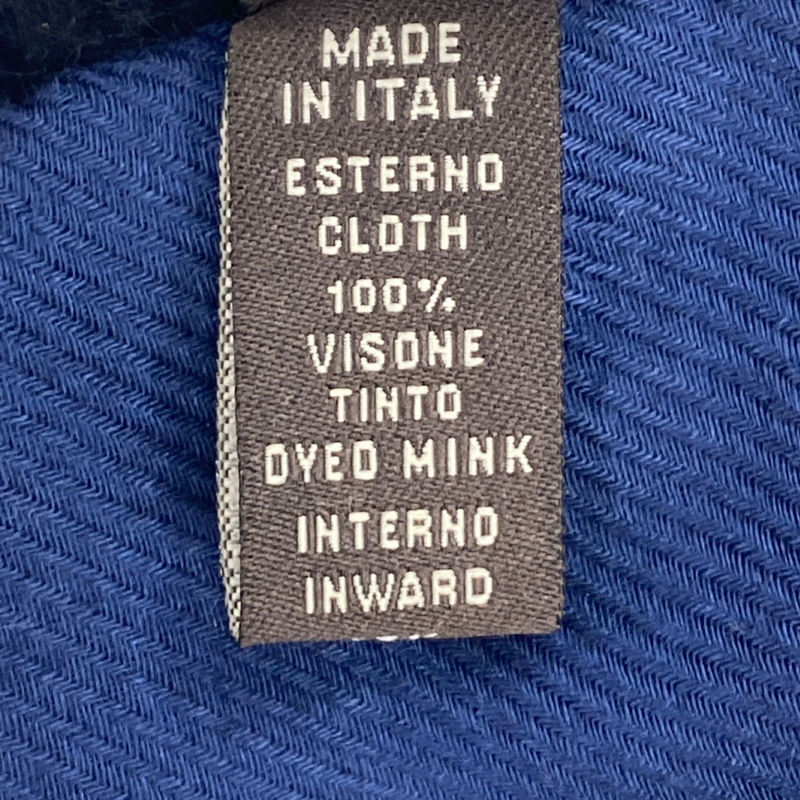 MADE
IN ITALY
ESTERNO
CLOTH
100%
VISONE
TINTO
DYED MINK
INTERNO
INWARD